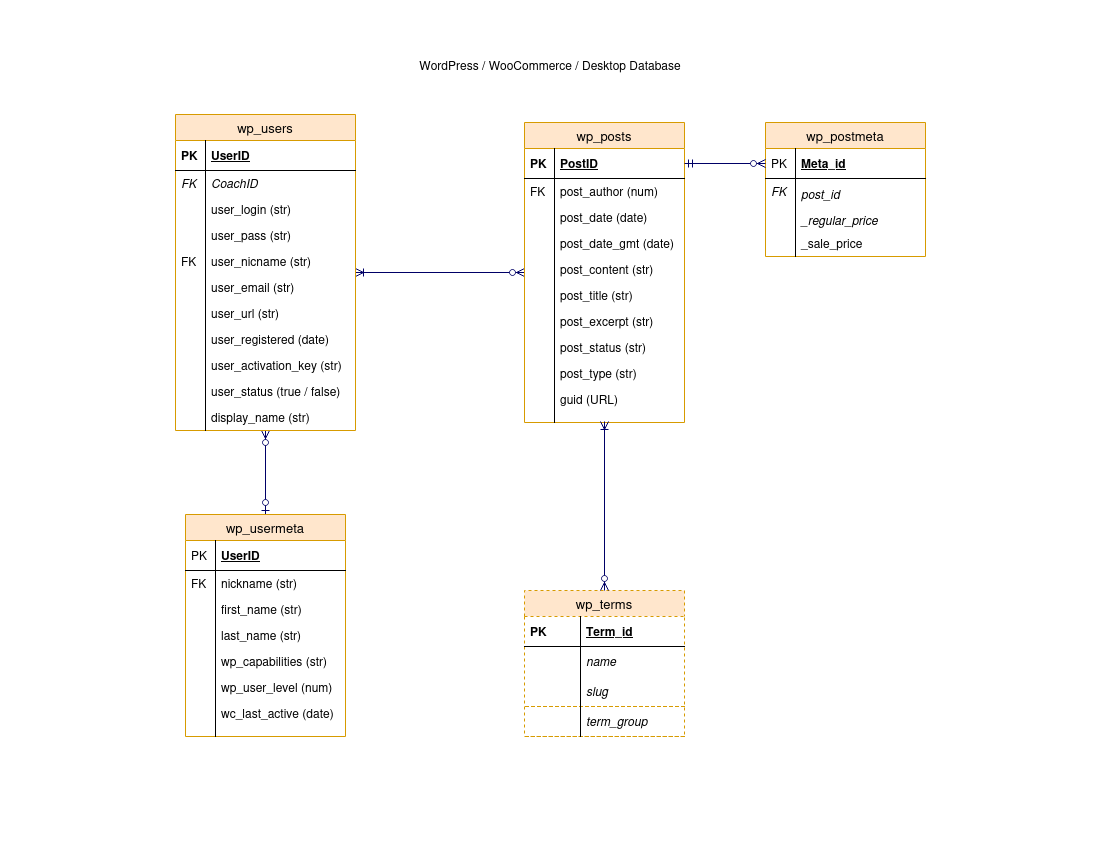 WordPress / WooCommerce / Desktop Database
wp_users
PK UserID
FK CoachID
user_login (str)
user_pass (str)
FK user_nicname (str)
user_email (str)
user_url (str)
user_registered (date)
user_activation_key (str)
user_status (true / false)
display_name (str)
wp_posts
PK PostID
FK post_author (num)
post_date (date)
post_date_gmt (date)
post_content (str)
post_title (str)
post_excerpt (str)
post_status (str)
post_type (str)
guid (URL)
wp_postmeta
PK Meta_id
FK post_id
_regular_price
_sale_price
wp_usermeta
PK UserID
FK nickname (str)
first_name (str)
last_name (str)
wp_capabilities (str)
wp_user_level (num)
wc_last_active (date)
wp_terms
PK Term_id
name
slug
term_group